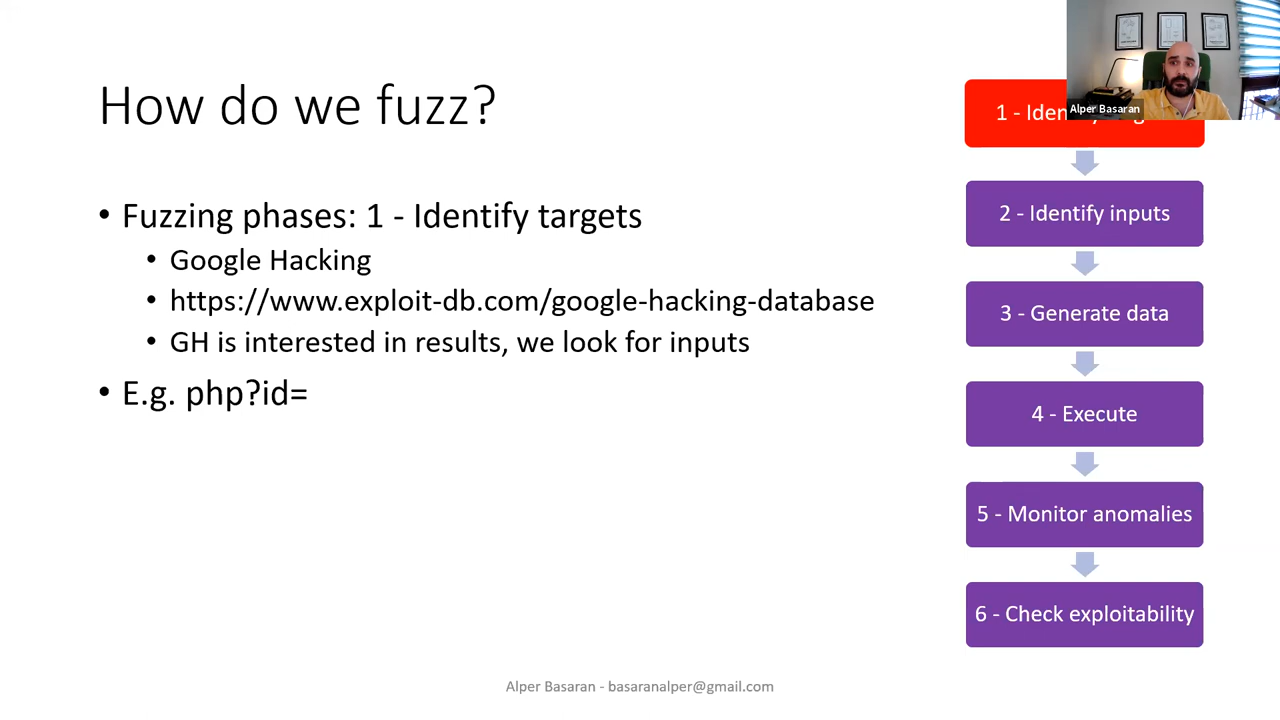 How do we fuzz?
• Fuzzing phases: 1 - Identify targets
• Google Hacking
• https://www.exploit-db.com/google-hacking-database
• GH is interested in results, we look for inputs
• E.g. php?id=
Alper Basaran
1 -
2 - Identify inputs
3 - Generate data
4 - Execute
5 - Monitor anomalies
6 - Check exploitability
Alper Basaran - basaranalper@gmail.com